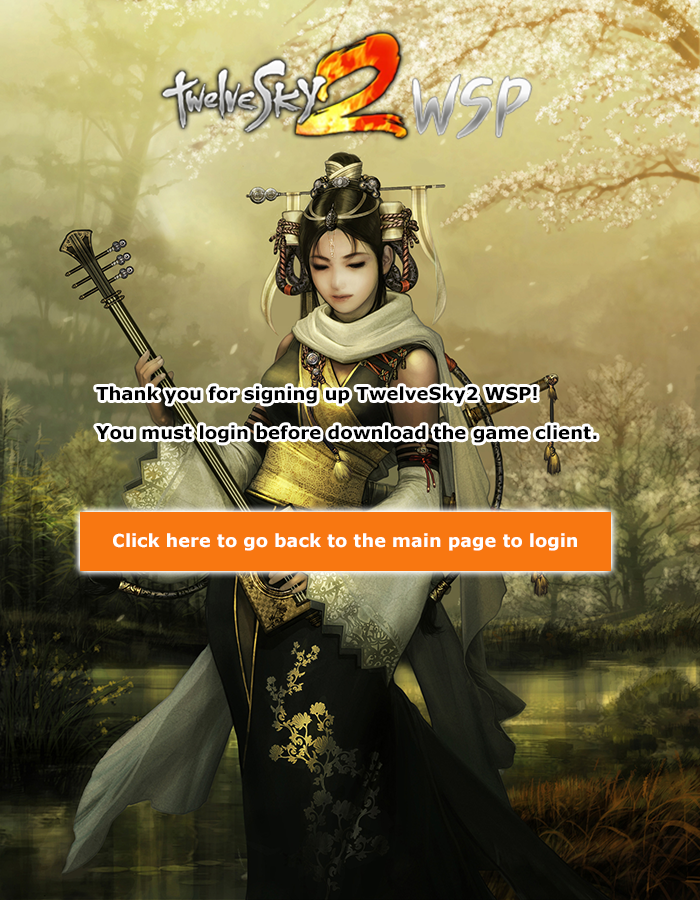 twelveSky2 WSP
Thank you for signing up TwelveSky2 WSP!
You must login before download the game client.
Click here to go back to the main page to login